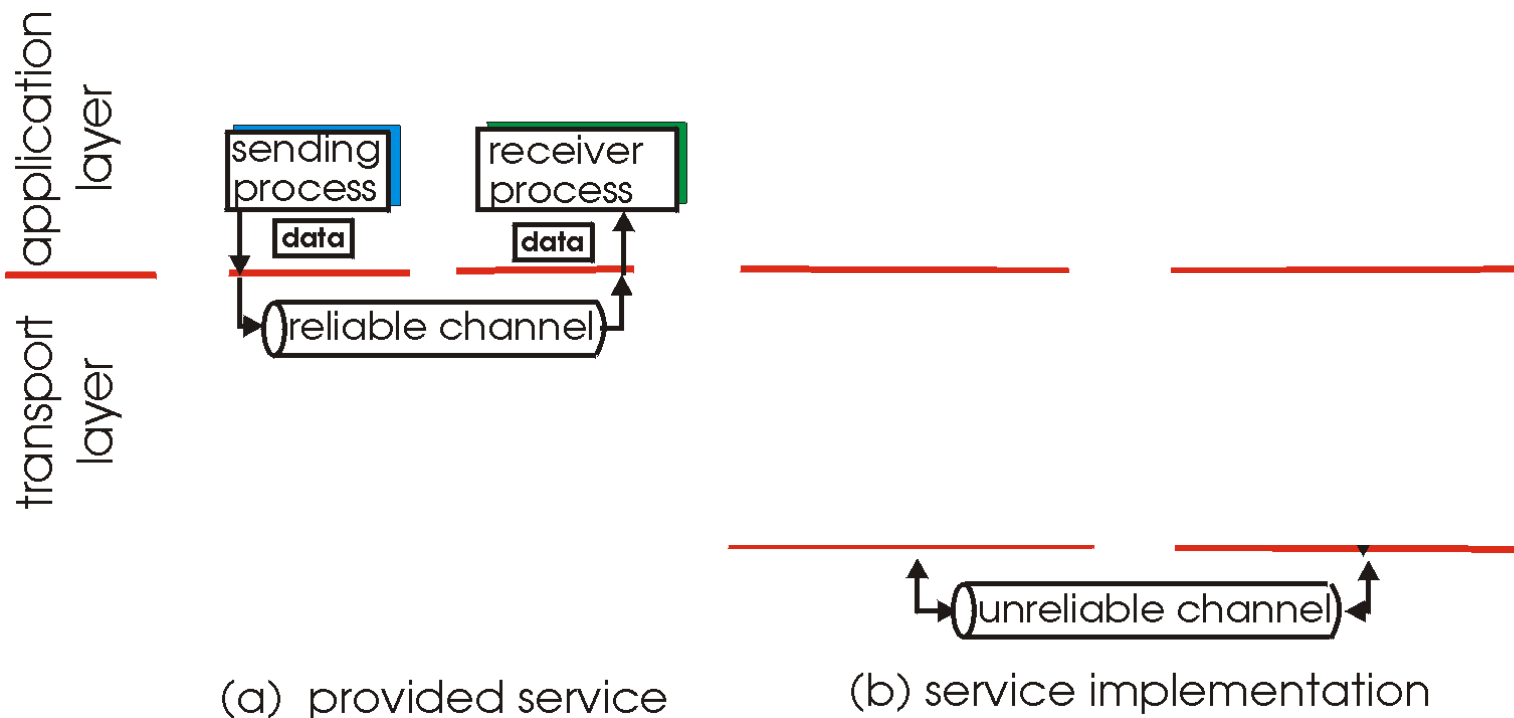 application
layer
transport
layer
sending
process
receiver
process
data
data
reliable channel
unreliable channel
(a) provided service
(b) service implementation